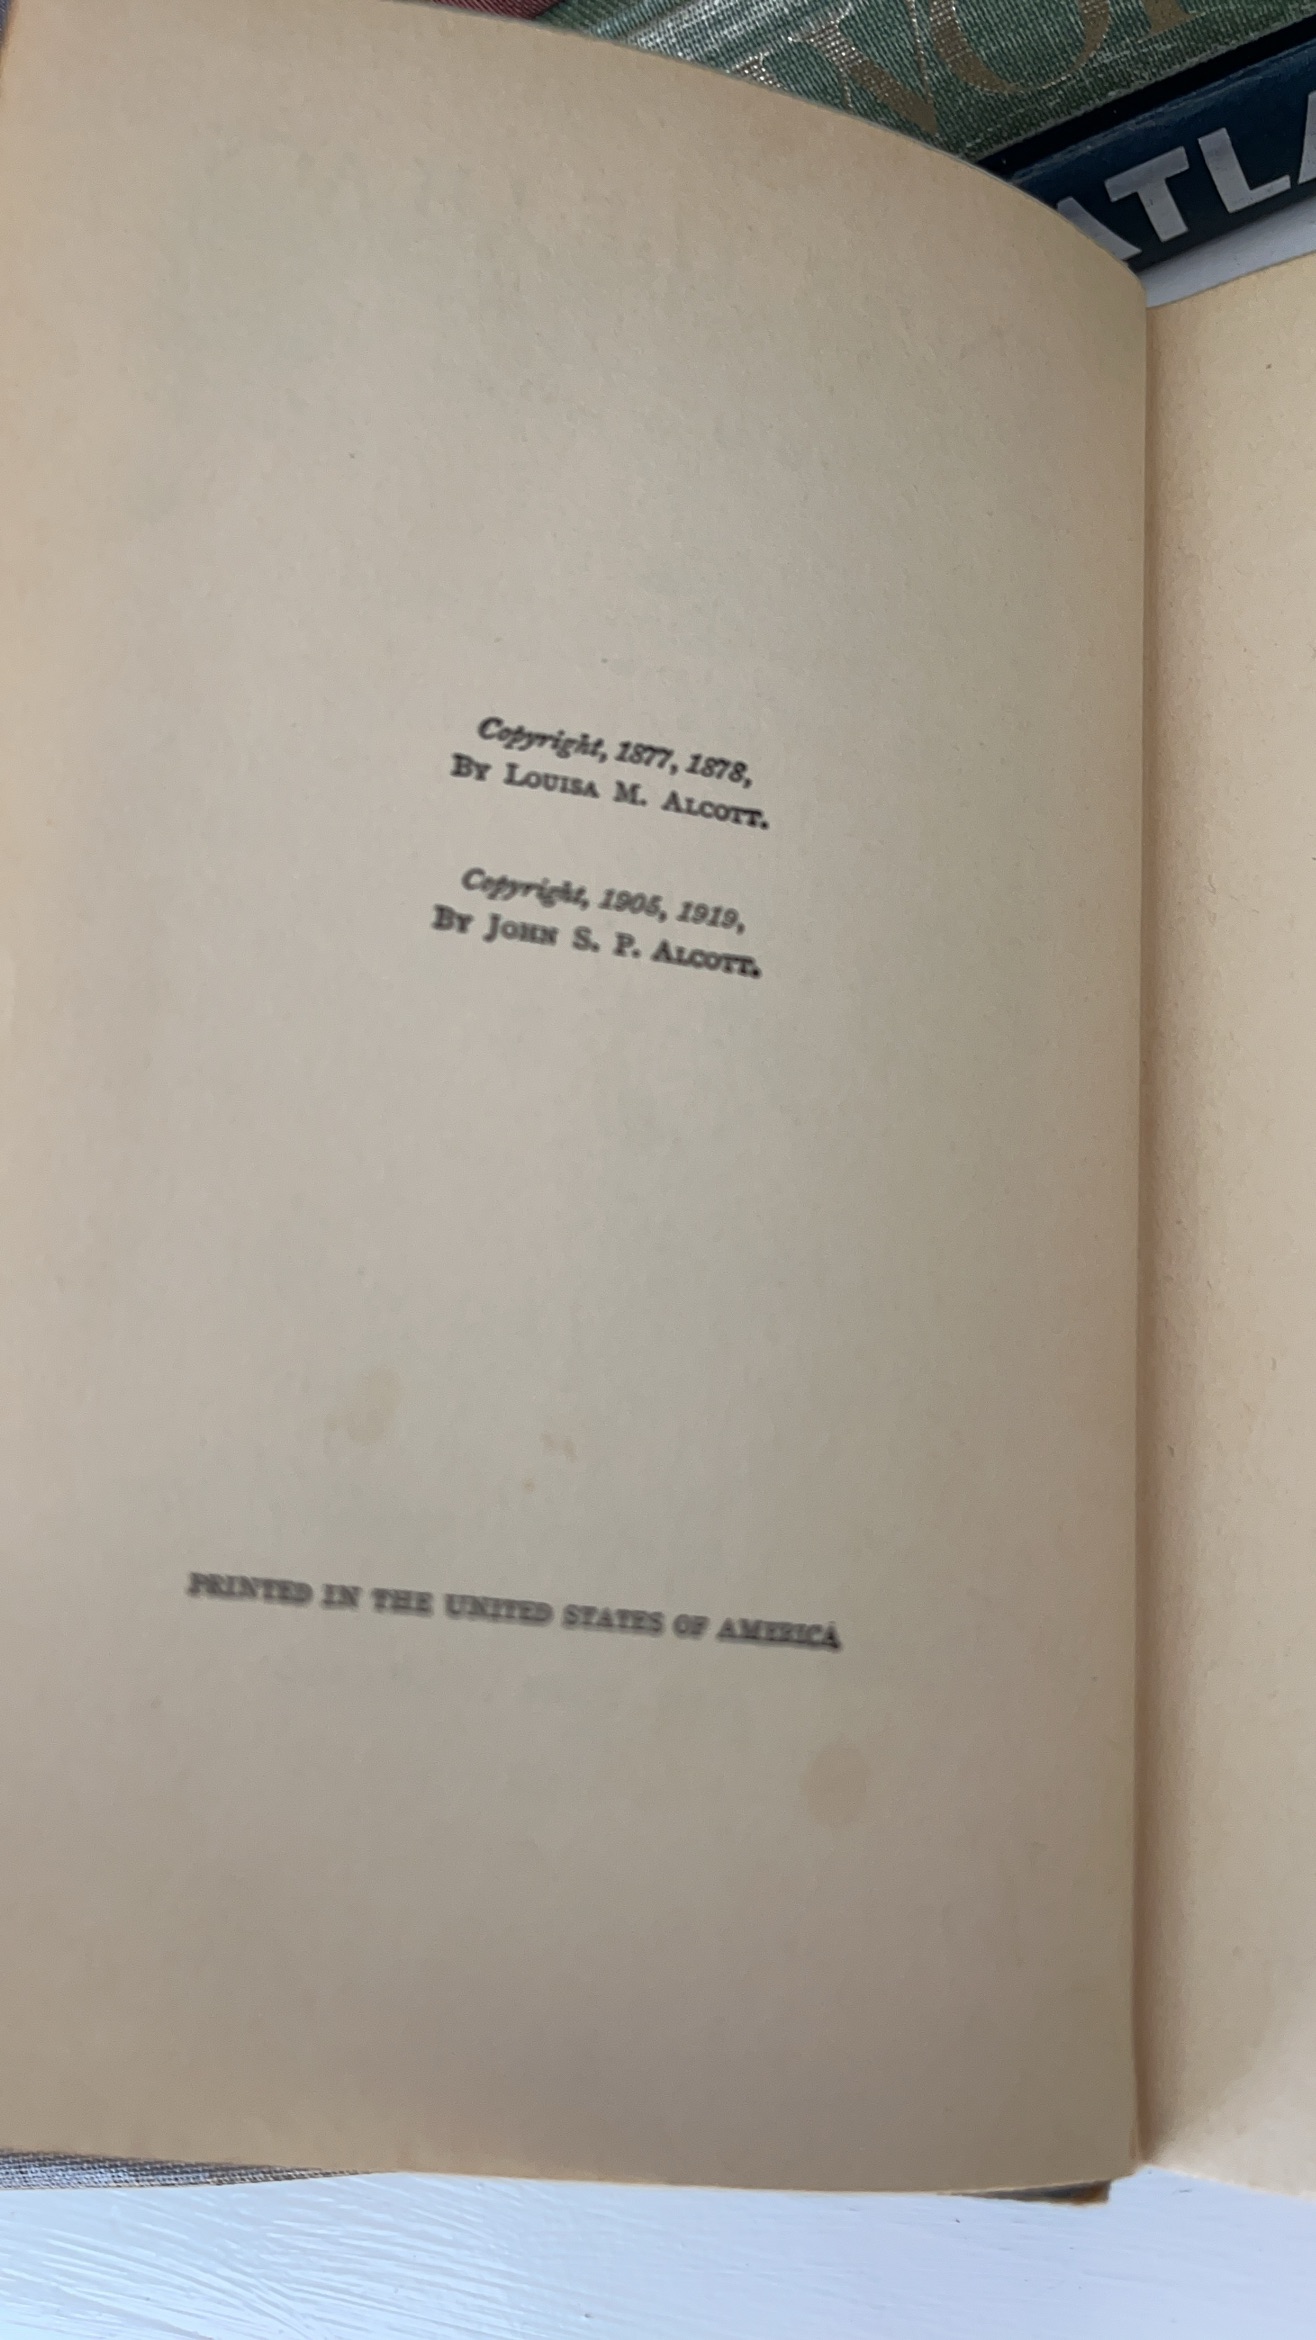 ATLA
Copyright, 1877, 1878,
By Louisa M. Alcott.
Copyright, 1905, 1919,
By John S. P. Alcott.
PRINTED IN THE UNITED STATES OF AMERICA